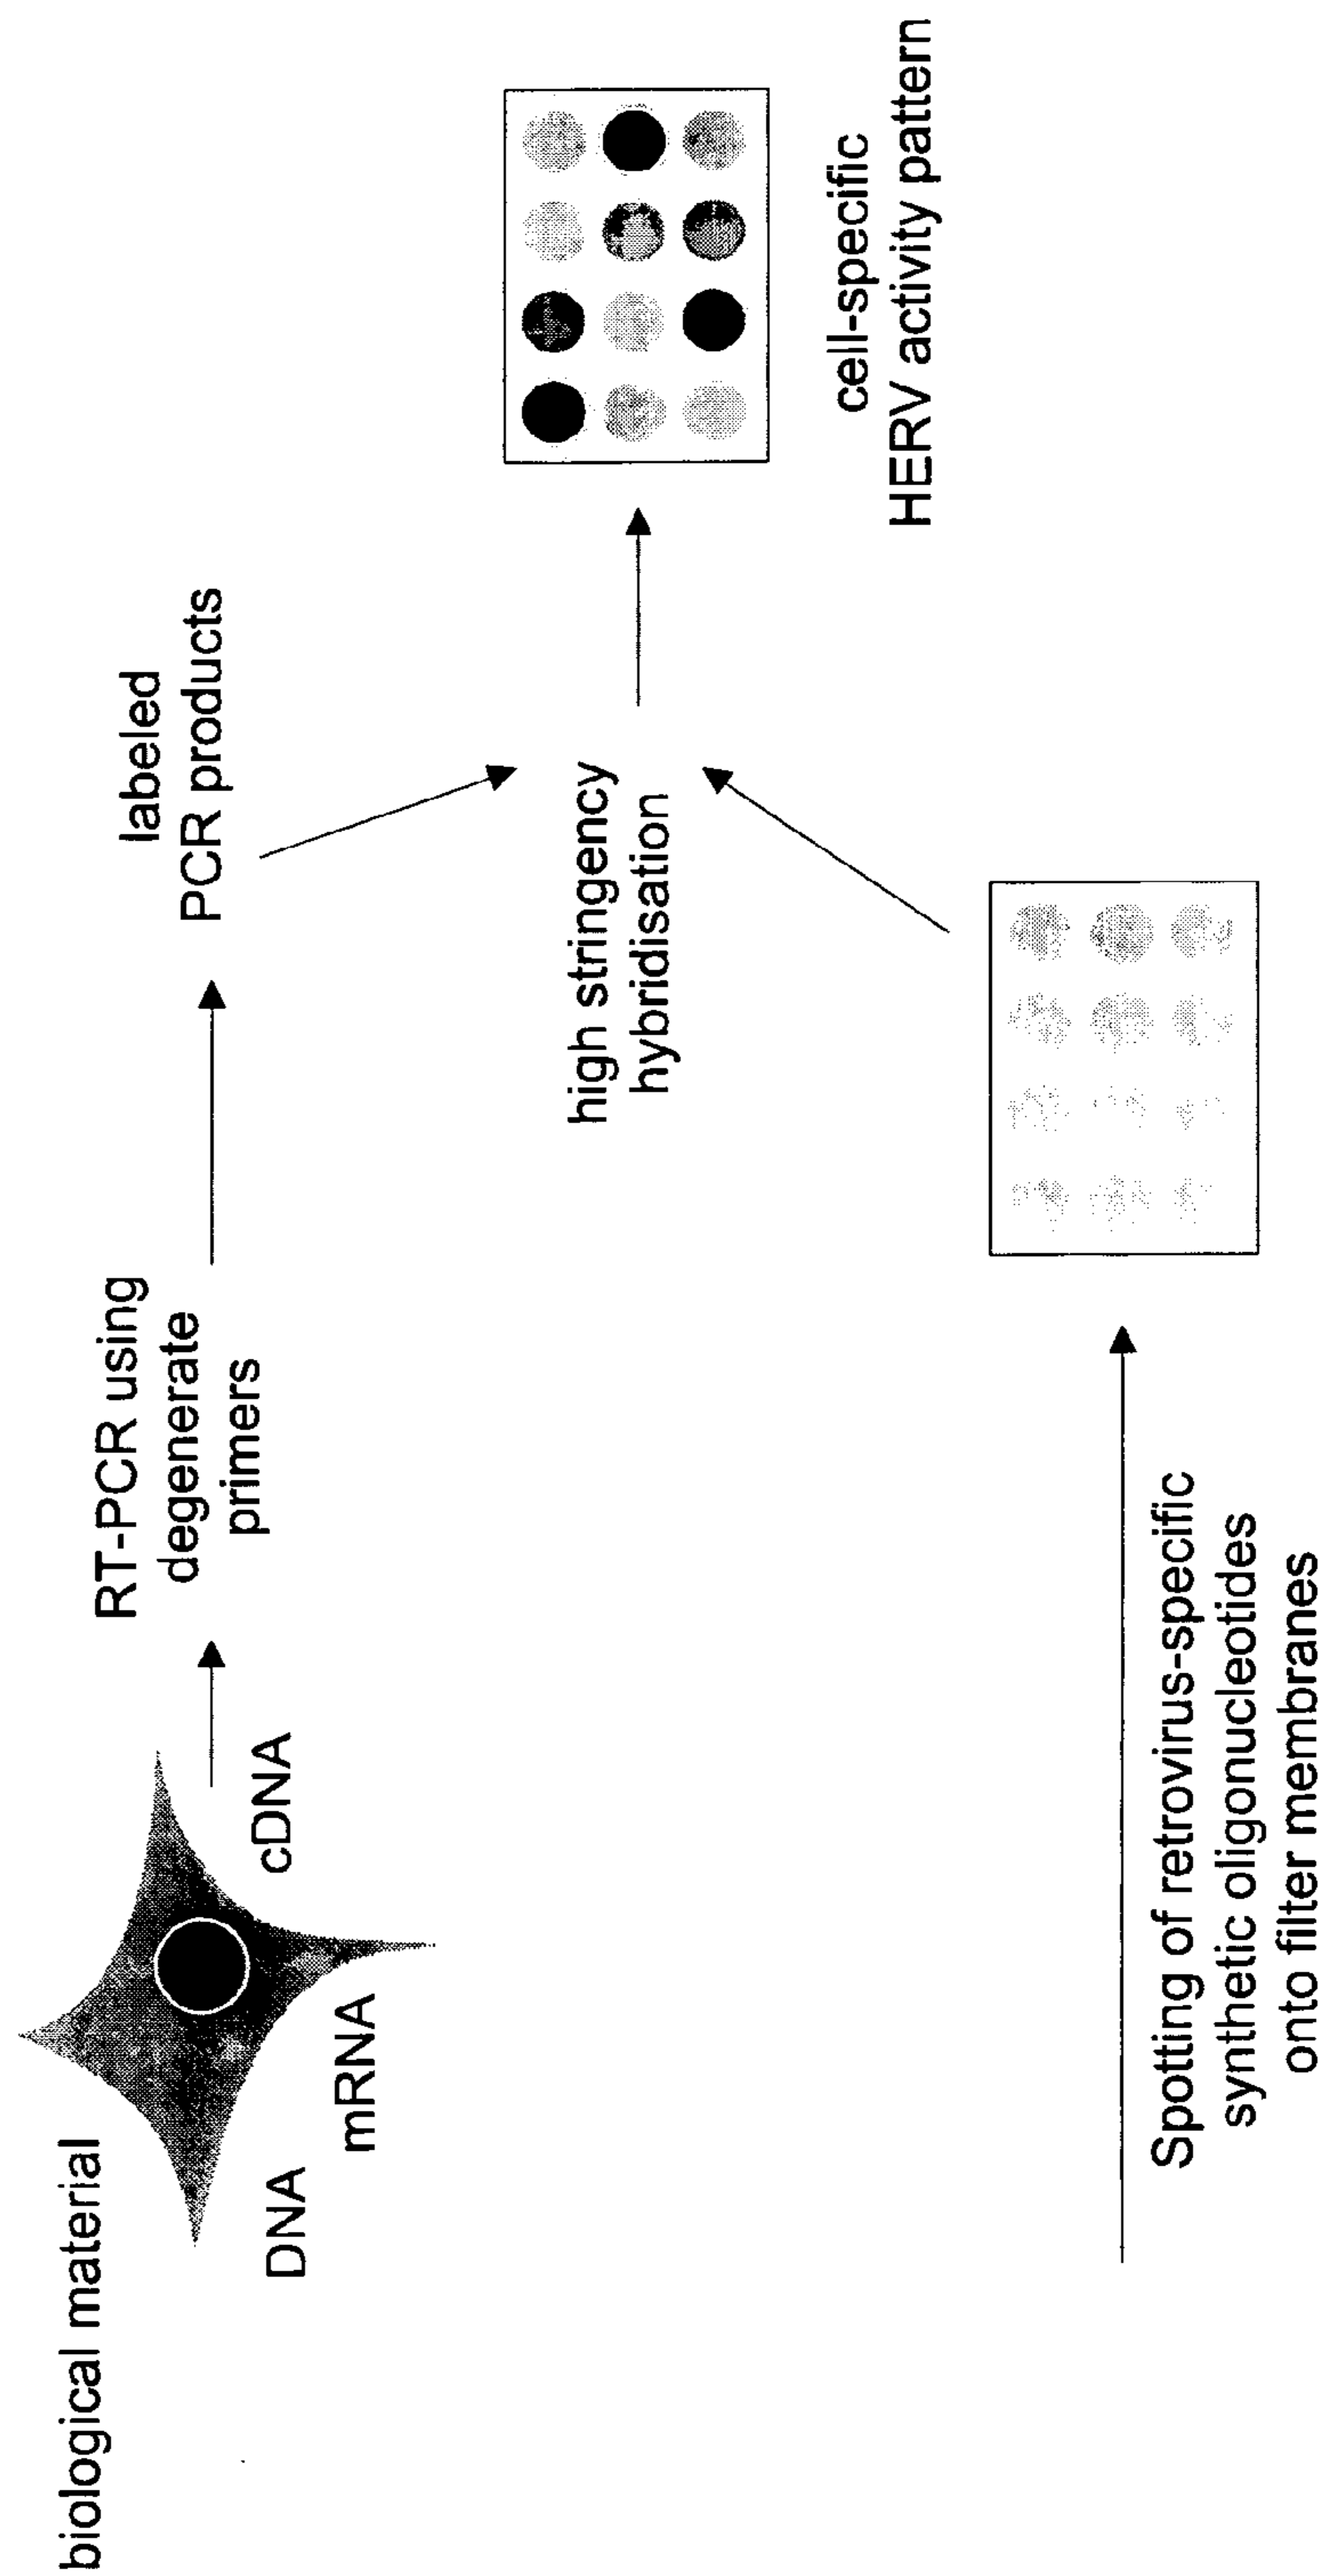 biological material
DNA
mRNA
cDNA
RT-PCR using
degenerate
primers
labeled
PCR products
high stringency
hybridisation
cell-specific
HERV activity pattern
Spotting of retrovirus-specific
synthetic oligonucleotides
onto filter membranes